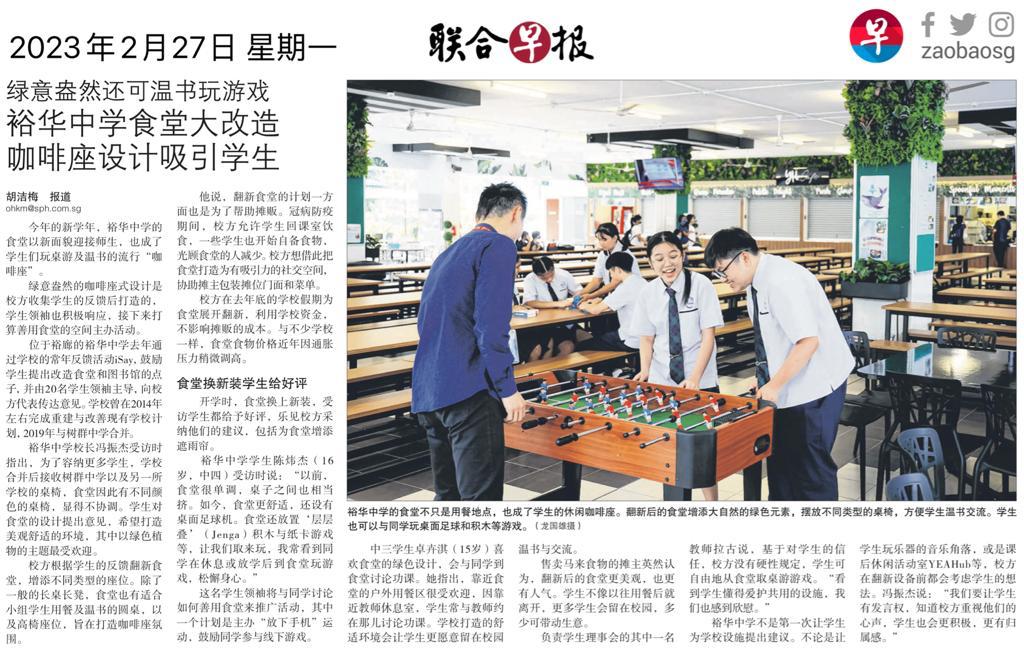 2023年2月27日 星期一
联合早报
早
zaobaosg
绿意盎然还可温书玩游戏
裕华中学食堂大改造
咖啡座设计吸引学生
胡洁梅 报道
ohkm@sph.com.sg
今年的新学年，裕华中学的
食堂以新面貌迎接师生，也成了
学生们玩桌游及温书的流行“咖
啡座”。
绿意盎然的咖啡座式设计是
校方收集学生的反馈后打造的，
学生领袖也积极响应，接下来打
算善用食堂的空间主办活动。
位于裕廊的裕华中学去年通
过学校的常年反馈活动iSay，鼓励
学生提出改造食堂和图书馆的点
子，并由20名学生领袖主导，向校
方代表传达意见。学校曾在2014年
左右完成重建与改善现有学校计
划，2019年与树群中学合并。
裕华中学校长冯振杰受访时
指出，为了容纳更多学生，学校
合并后接收树群中学以及另一所
学校的桌椅，食堂因此有不同颜
色的桌椅，显得不协调。学生对
食堂的设计提出意见，希望打造
美观舒适的环境，其中以绿色植
物的主题最受欢迎。
校方根据学生的反馈翻新食
堂，增添不同类型的座位。除了
一般的长桌长凳，食堂也有适合
小组学生用餐及温书的圆桌，以
及高椅座位，旨在打造咖啡座氛
围。
他说，翻新食堂的计划一方
面也是为了帮助摊贩。冠病防疫
期间，校方允许学生回课室饮
食，一些学生也开始自备食物，
光顾食堂的人减少。校方想借此把
食堂打造为有吸引力的社交空间，
协助摊主包装摊位门面和菜单。
校方在去年底的学校假期为
食堂展开翻新，利用学校资金，
不影响摊贩的成本。与不少学校
一样，食堂食物价格近年因通胀
压力稍微调高。
食堂换新装学生给好评
开学时，食堂换上新装，受
访学生都给予好评，乐见校方采
纳他们的建议，包括为食堂增添
遮雨帘。
裕华中学学生陈炜杰（16
岁，中四）受访时说：“以前，
食堂很单调，桌子之间也相当
挤。如今，食堂更舒适，还设有
桌面足球机。食堂还放置‘层层
叠’（Jenga）积木与纸卡游戏
等，让我们取来玩，我常看到同
学在休息或放学后到食堂玩游
戏，松懈身心。”
这名学生领袖将与同学讨论
如何善用食堂来推广活动，其中
一个计划是主办“放下手机”运
动，鼓励同学参与线下游戏。
裕华中学的食堂不只是用餐地点，也成了学生的休闲咖啡座。翻新后的食堂增添大自然的绿色元素，摆放不同类型的桌椅，方便学生温书交流。学生
也可以与同学玩桌面足球和积木等游戏。（龙国雄摄）
中三学生卓卉淇（15岁）喜
欢食堂的绿色设计，会与同学到
食堂讨论功课。她指出，靠近食
堂的户外用餐区很受欢迎，因靠
近教师休息室，学生常与教师约
在那儿讨论功课。学校打造的舒
适环境会让学生更愿意留在校园
温书与交流。
售卖马来食物的摊主英然认
为，翻新后的食堂更美观，也更
有人气。学生不像以往用餐后就
离开，更多学生会留在校园，多
少可带动生意。
负责学生理事会的其中一名
教师拉古说，基于对学生的
信任，校方没有硬性规定，学生可
自由地从食堂取桌游游戏。“看
到学生懂得爱护共用的设施，我
们也感到欣慰。”
裕华中学不是第一次让学生
为学校设施提出建议。不论是让
学生玩乐器的音乐角落，或是课
后休闲活动室YEAHub等，校方
在翻新设备前都会考虑学生的想
法。冯振杰说：“我们要让学生
有发言权，知道校方重视他们的
心声，学生也会更积极，更有归
属感。”